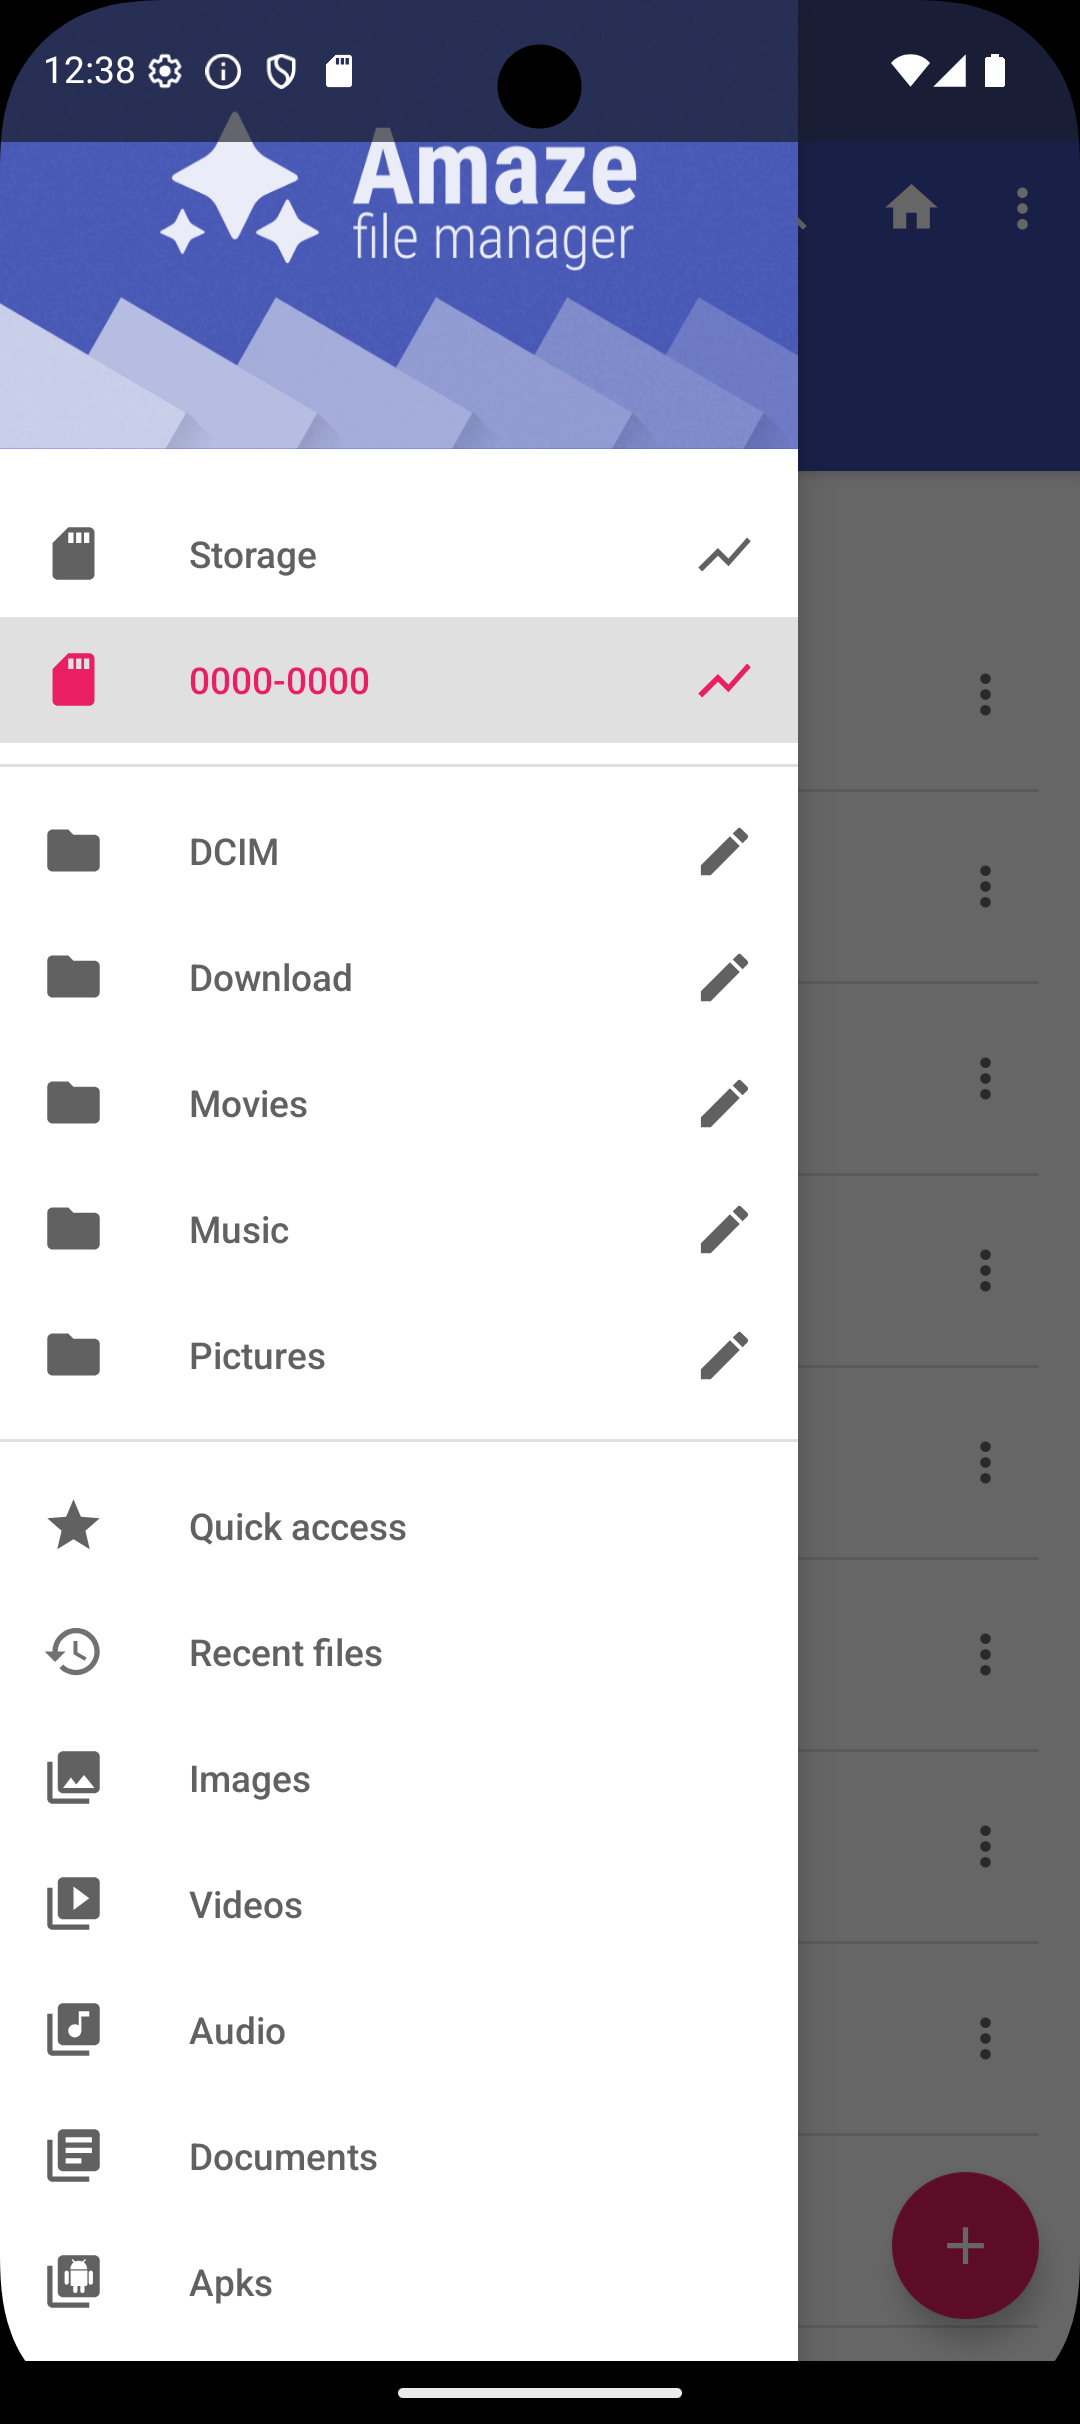 12:38
Amaze
file manager
Storage
0000-0000
DCIM
Download
Movies
Music
Pictures
Quick access
Recent files
Images
Videos
Audio
Documents
Apks